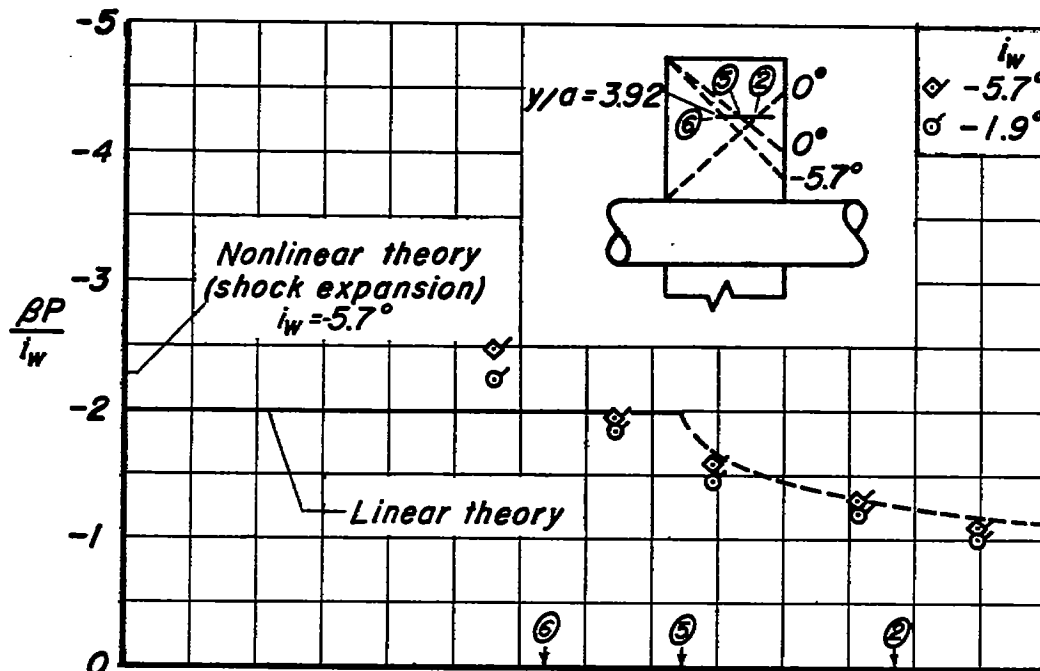 -5
-4
-3
-2
-1
0
βP
i_w
Nonlinear theory
(shock expansion)
i_w=-5.7°
Linear theory
y/a=3.92
⑤
②
⑥
0°
0°
-5.7°
i_w
-5.7°
-1.9°
⑥
⑤
②